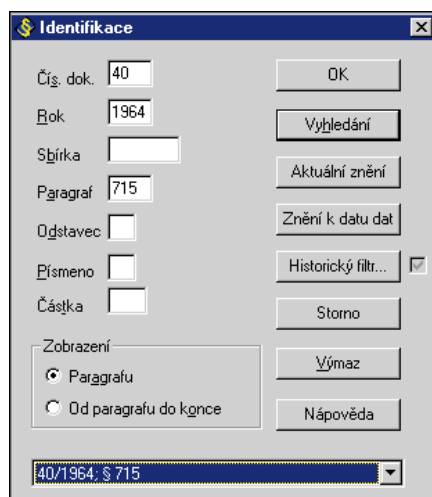 § Identifikace
Čís. dok. 40
Rok 1964
Sbírka
Paragraf 715
Odstavec
Písmeno
Částka
Zobrazení
Paragrafu
Od paragrafu do konce
OK
Vyhledání
Aktuální znění
Znění k datu dat
Historický filtr...
Storno
Výmaz
Nápověda
40/1964; § 715